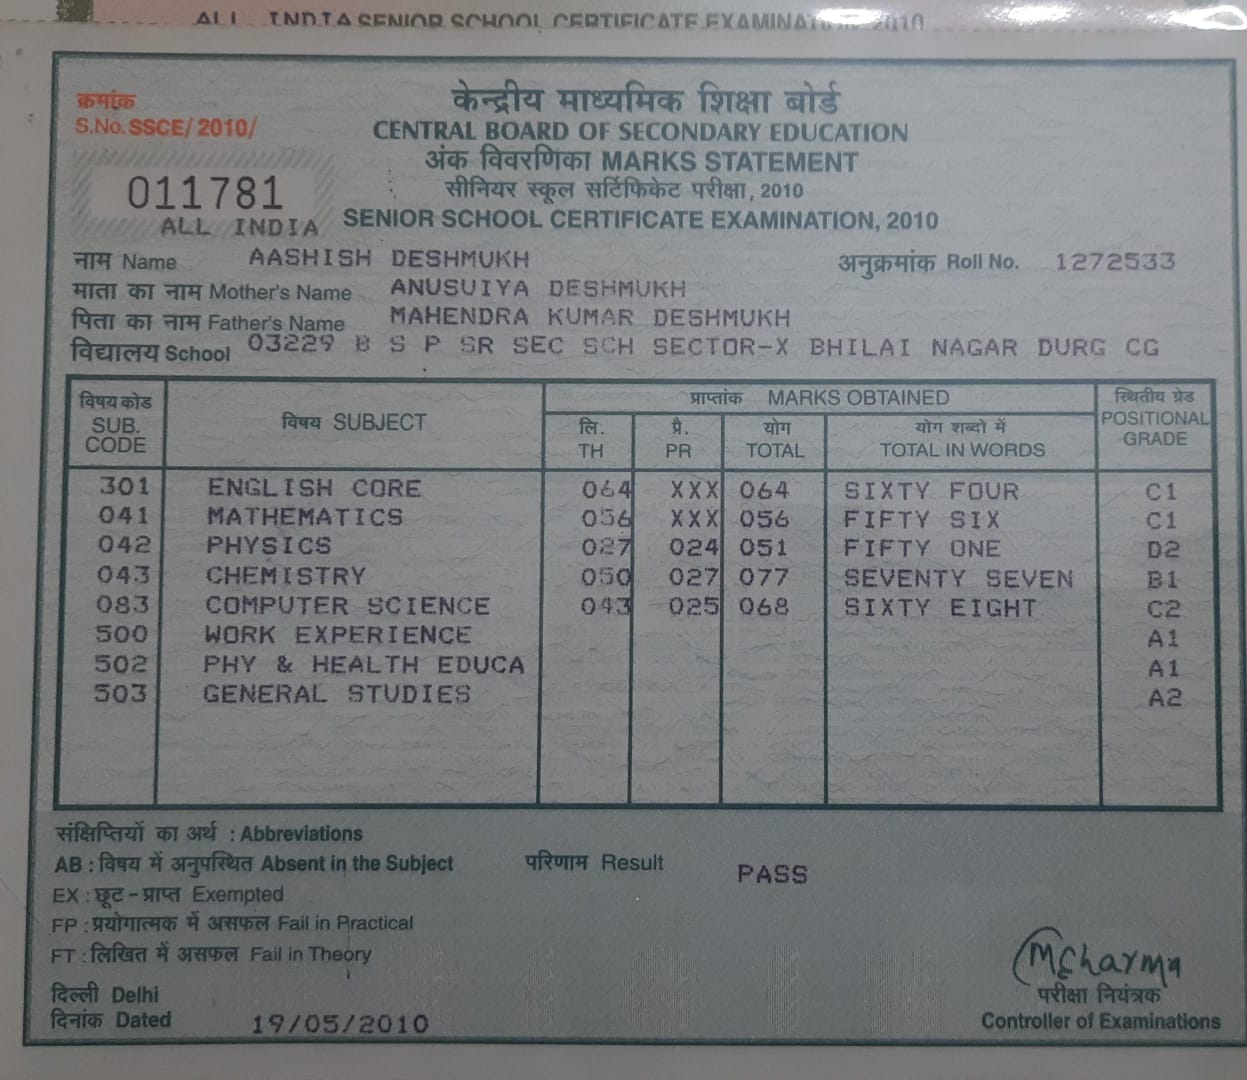 ALL INDIA SENIOR SCHOOL CERTIFICATE EXAMINATION 2010
क्रमांक
S.No. SSCE/ 2010/
011781
ALL INDIA
केन्द्रीय माध्यमिक शिक्षा बोर्ड
CENTRAL BOARD OF SECONDARY EDUCATION
अंक विवरणिका MARKS STATEMENT
सीनियर स्कूल सर्टिफिकेट परीक्षा, 2010
SENIOR SCHOOL CERTIFICATE EXAMINATION, 2010
नाम Name AASHISH DESHMUKH अनुक्रमांक Roll No. 1272533
माता का नाम Mother's Name ANUSUIYA DESHMUKH
पिता का नाम Father's Name MAHENDRA KUMAR DESHMUKH
विद्यालय School 03229 B S P SR SEC SCH SECTOR-X BHILAI NAGAR DURG CG
विषय कोड SUB. CODE विषय SUBJECT प्राप्तांक MARKS OBTAINED स्थितीय ग्रेड POSITIONAL GRADE
लि. TH प्रै. PR योग TOTAL योग शब्दो में TOTAL IN WORDS
301 ENGLISH CORE 064 XXX 064 SIXTY FOUR C1
041 MATHEMATICS 056 XXX 056 FIFTY SIX C1
042 PHYSICS 027 024 051 FIFTY ONE D2
043 CHEMISTRY 050 027 077 SEVENTY SEVEN B1
083 COMPUTER SCIENCE 043 025 068 SIXTY EIGHT C2
500 WORK EXPERIENCE A1
502 PHY & HEALTH EDUCA A1
503 GENERAL STUDIES A2
संक्षिप्तियों का अर्थ : Abbreviations
AB : विषय में अनुपस्थित Absent in the Subject परिणाम Result PASS
EX : छूट - प्राप्त Exempted
FP : प्रयोगात्मक में असफल Fail in Practical
FT : लिखित में असफल Fail in Theory
दिल्ली Delhi
दिनांक Dated 19/05/2010
परीक्षा नियंत्रक
Controller of Examinations